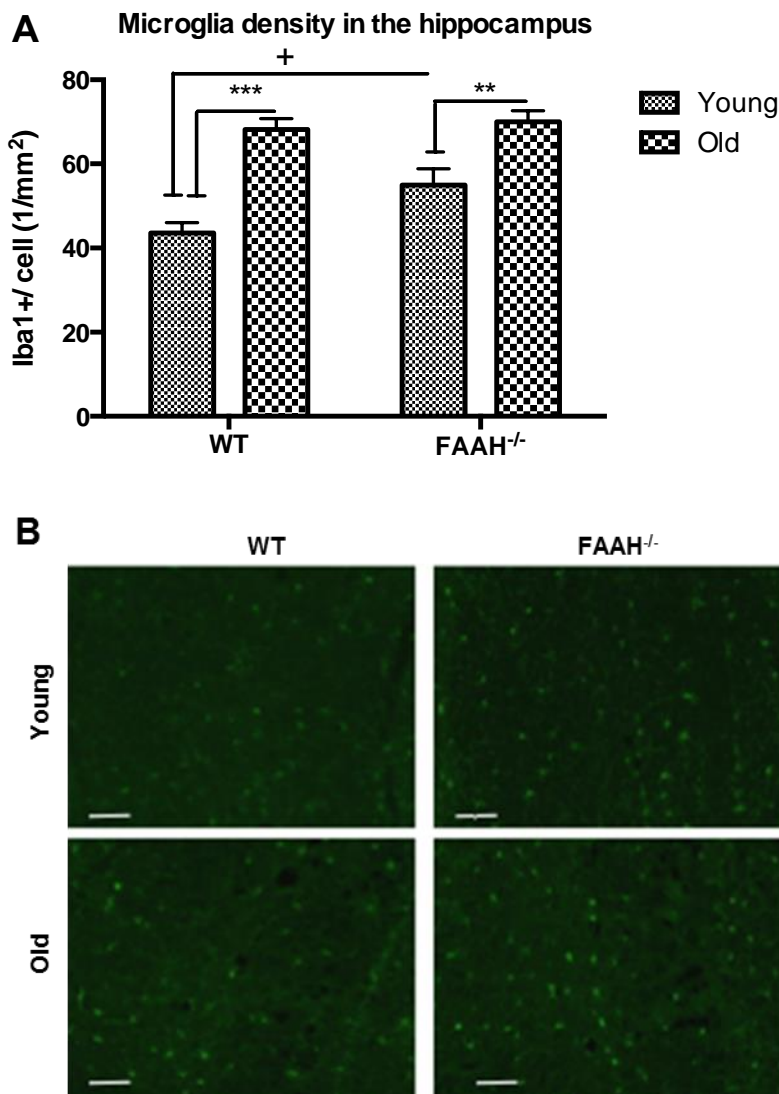 A
Microglia density in the hippocampus
+
***
**
Young
Old
Iba1+/ cell (1/mm²)
80
60
40
20
0
WT
FAAH⁻/⁻
B
WT
FAAH⁻/⁻
Young
Old